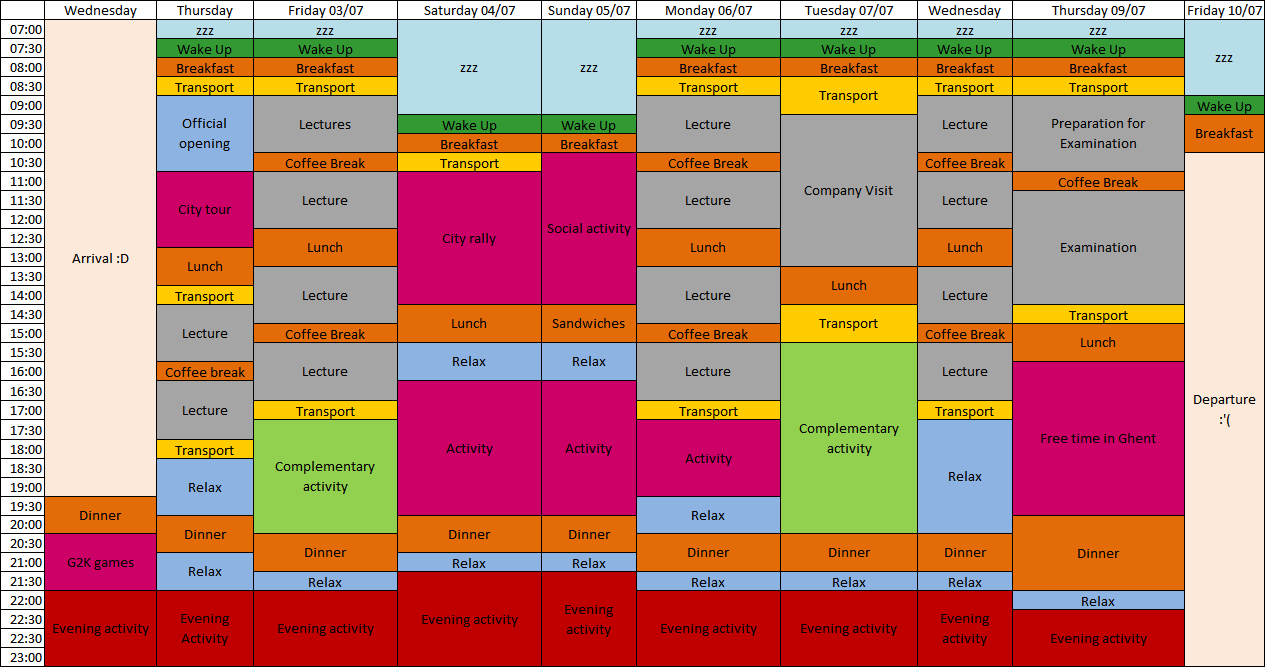 Wednesday Thursday Friday 03/07 Saturday 04/07 Sunday 05/07 Monday 06/07 Tuesday 07/07 Wednesday Thursday 09/07 Friday 10/07
07:00 zzz zzz zzz zzz zzz zzz
07:30 Wake Up Wake Up Wake Up Wake Up Wake Up Wake Up
08:00 Breakfast Breakfast zzz zzz Breakfast Breakfast Breakfast Breakfast zzz
08:30 Transport Transport Transport Transport Transport Transport
09:00 Wake Up
09:30 Official opening Lectures Wake Up Wake Up Lecture Lecture Preparation for Examination
10:00 Breakfast Breakfast Breakfast
10:30 Coffee Break Transport Coffee Break Coffee Break
11:00 Coffee Break
11:30 City tour Lecture Lecture Company Visit Lecture
12:00
12:30 Lunch City rally Social activity Lunch Lunch Examination
13:00 Arrival :D Lunch
13:30 Lunch
14:00 Transport Lecture Lecture Lecture
14:30 Lunch Sandwiches Transport Transport
15:00 Lecture Coffee Break Coffee Break Coffee Break Lunch
15:30 Relax Relax
16:00 Coffee break Lecture Lecture Lecture
16:30 Departure :'(
17:00 Lecture Transport Transport Transport
17:30 Complementary activity Free time in Ghent
18:00 Transport Activity Activity Activity
18:30 Complementary activity Relax
19:00 Relax
19:30 Dinner Relax
20:00
20:30 Dinner Dinner Dinner Dinner Dinner Dinner Dinner Dinner
21:00 G2K games Relax Relax Relax
21:30 Relax Relax Relax Relax
22:00 Relax
22:30 Evening activity Evening Activity Evening activity Evening activity Evening activity Evening activity Evening activity Evening activity Evening activity
22:30
23:00